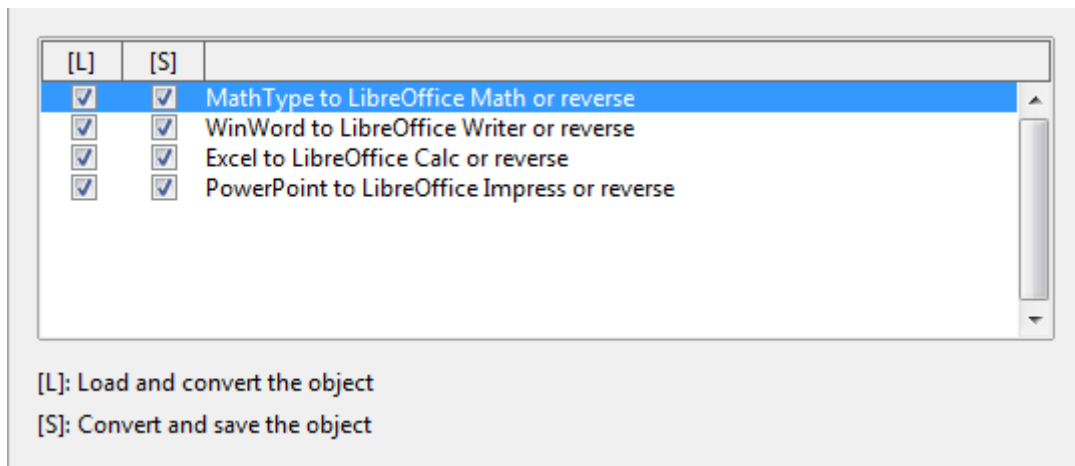 [L] [S]
MathType to LibreOffice Math or reverse
WinWord to LibreOffice Writer or reverse
Excel to LibreOffice Calc or reverse
PowerPoint to LibreOffice Impress or reverse
[L]: Load and convert the object
[S]: Convert and save the object